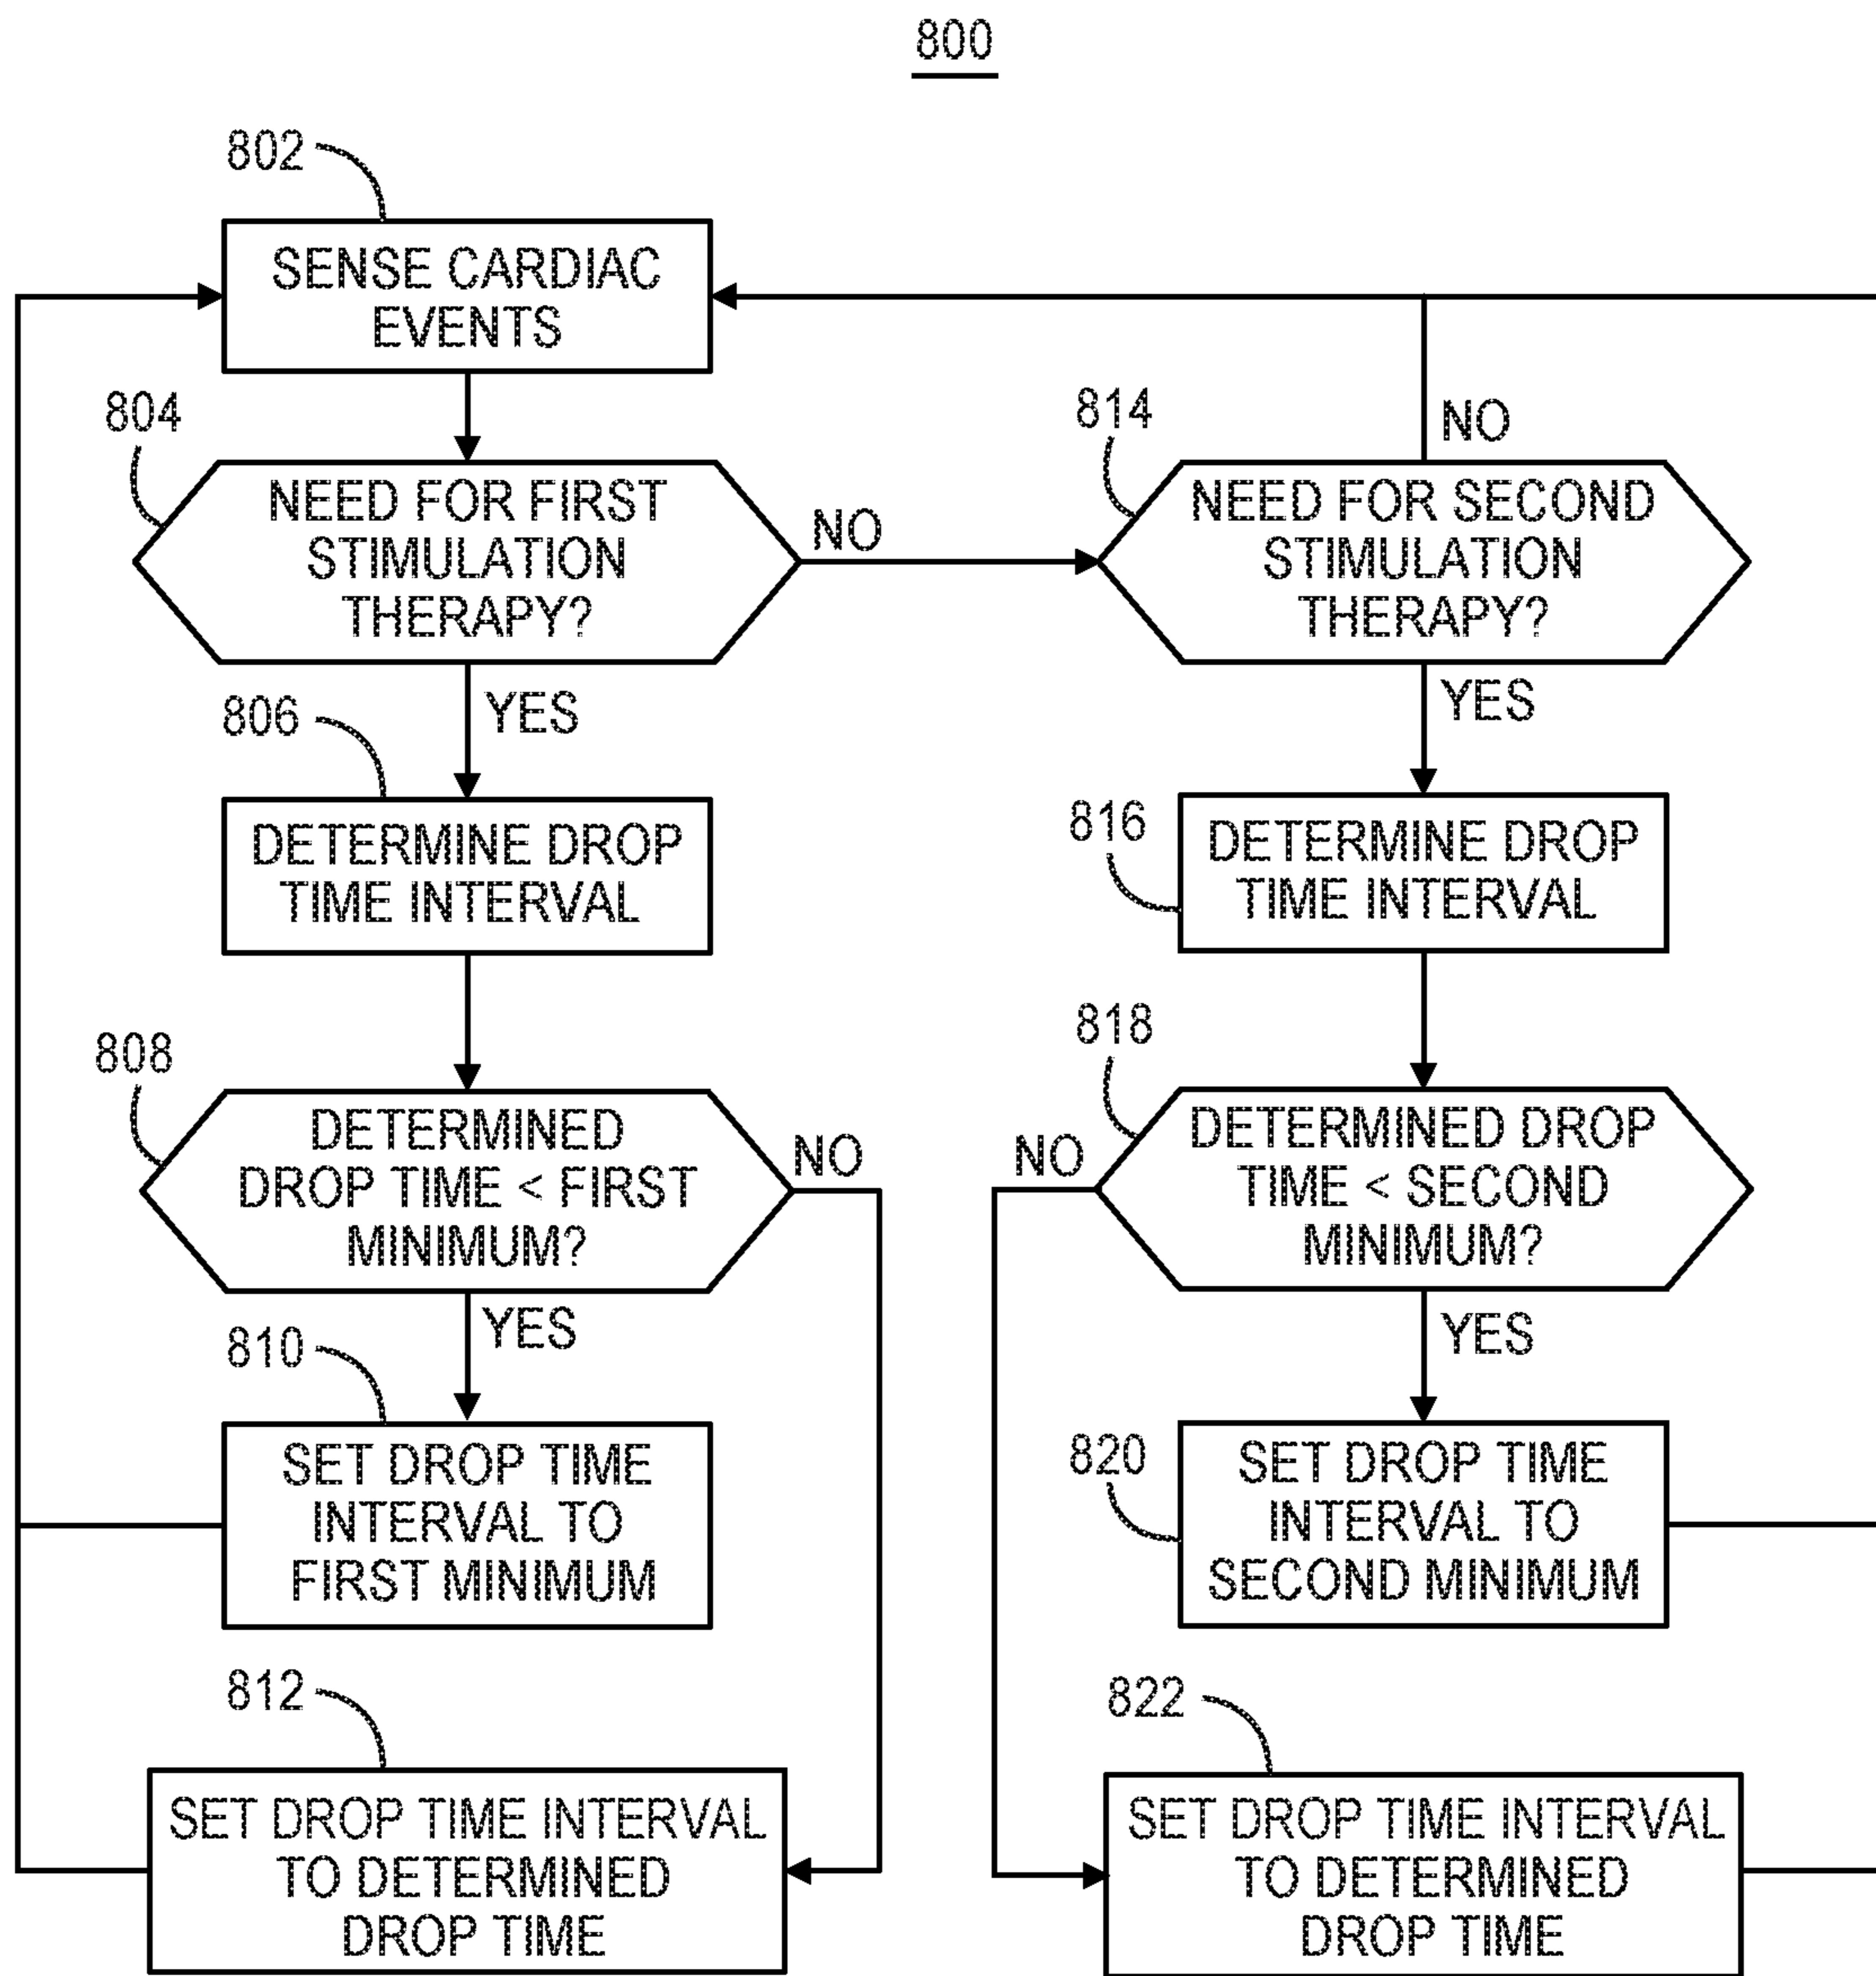 800
802
SENSE CARDIAC
EVENTS
804
NEED FOR FIRST
STIMULATION
THERAPY?
NO
814
NEED FOR SECOND
STIMULATION
THERAPY?
NO
YES
806
DETERMINE DROP
TIME INTERVAL
YES
816
DETERMINE DROP
TIME INTERVAL
808
DETERMINED
DROP TIME < FIRST
MINIMUM?
NO
818
DETERMINED DROP
TIME < SECOND
MINIMUM?
NO
YES
810
SET DROP TIME
INTERVAL TO
FIRST MINIMUM
YES
820
SET DROP TIME
INTERVAL TO
SECOND MINIMUM
812
SET DROP TIME INTERVAL
TO DETERMINED
DROP TIME
822
SET DROP TIME INTERVAL
TO DETERMINED
DROP TIME